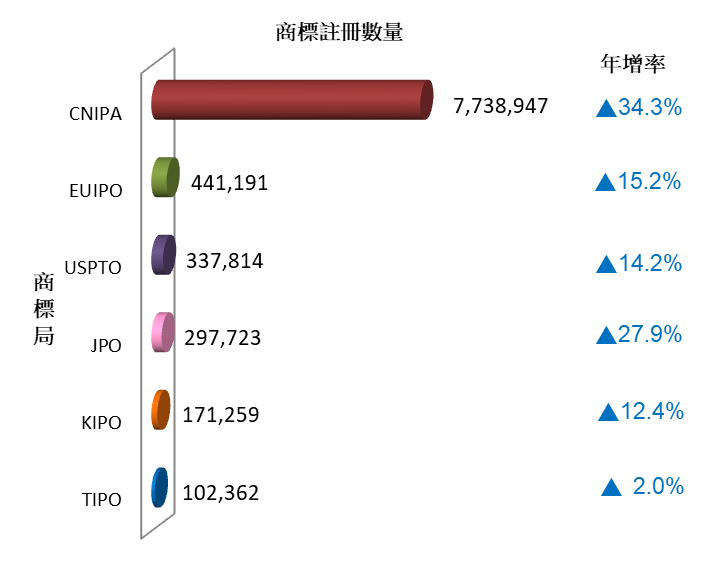 商標註冊數量
年增率
CNIPA 7,738,947 ▲34.3%
EUIPO 441,191 ▲15.2%
USPTO 337,814 ▲14.2%
商標局
JPO 297,723 ▲27.9%
KIPO 171,259 ▲12.4%
TIPO 102,362 ▲ 2.0%